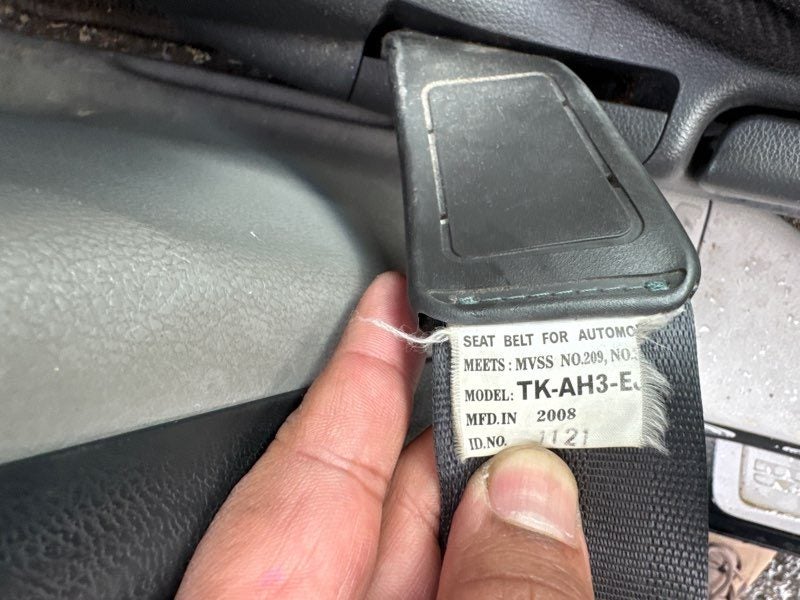 SEAT BELT FOR AUTOMO
MEETS: MVSS NO.209, NO.
MODEL: TK-AH3-E
MFD.IN 2008
ID.NO. 1121